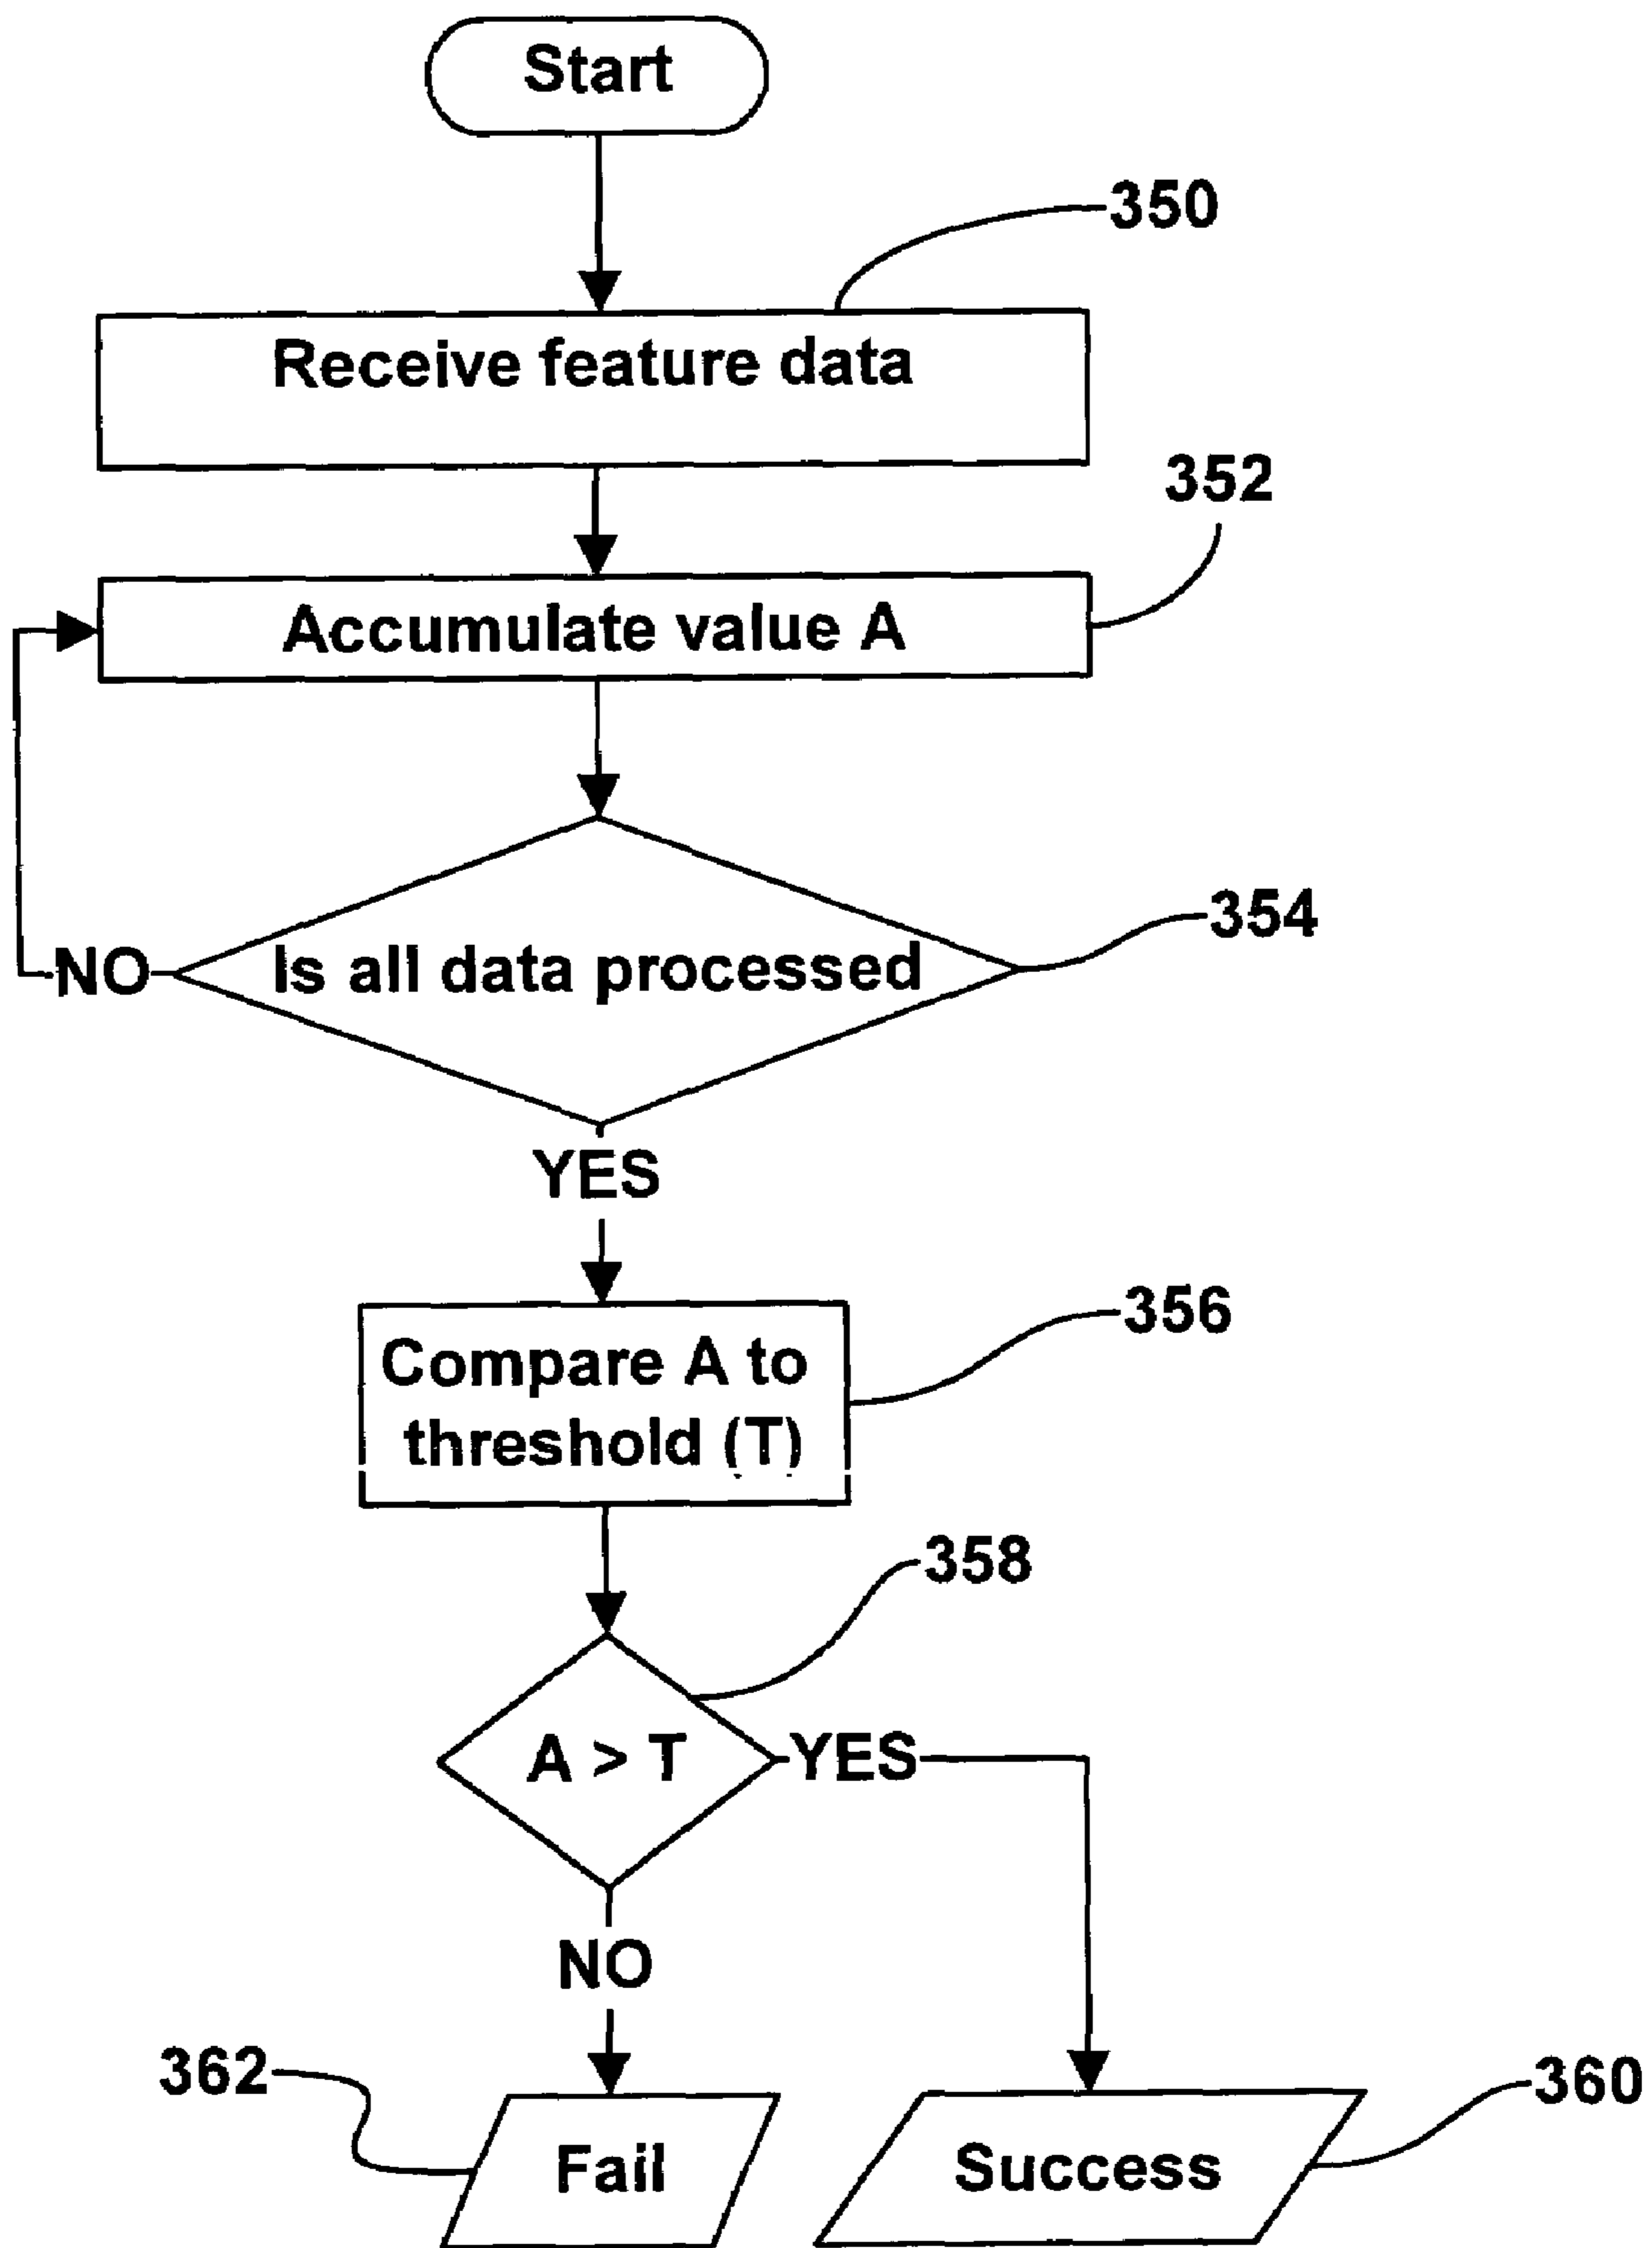 Start
350
Receive feature data
352
Accumulate value A
354
NO
Is all data processed
YES
356
Compare A to
threshold (T)
358
A > T
YES
NO
362
360
Fail
Success